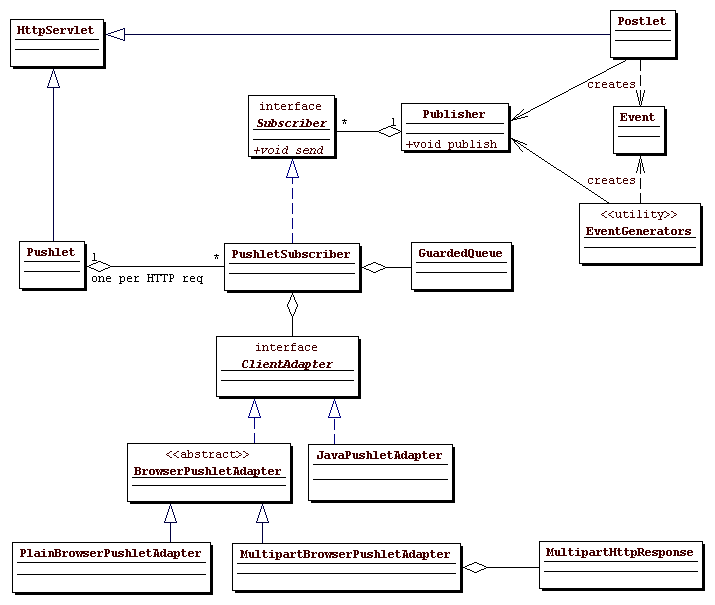 Postlet
HttpServlet
creates
interface
Subscriber
+void send
*
1
Publisher
+void publish
Event
creates
<<utility>>
EventGenerators
Pushlet
1
*
one per HTTP req
PushletSubscriber
GuardedQueue
interface
ClientAdapter
<<abstract>>
BrowserPushletAdapter
JavaPushletAdapter
PlainBrowserPushletAdapter
MultipartBrowserPushletAdapter
MultipartHttpResponse